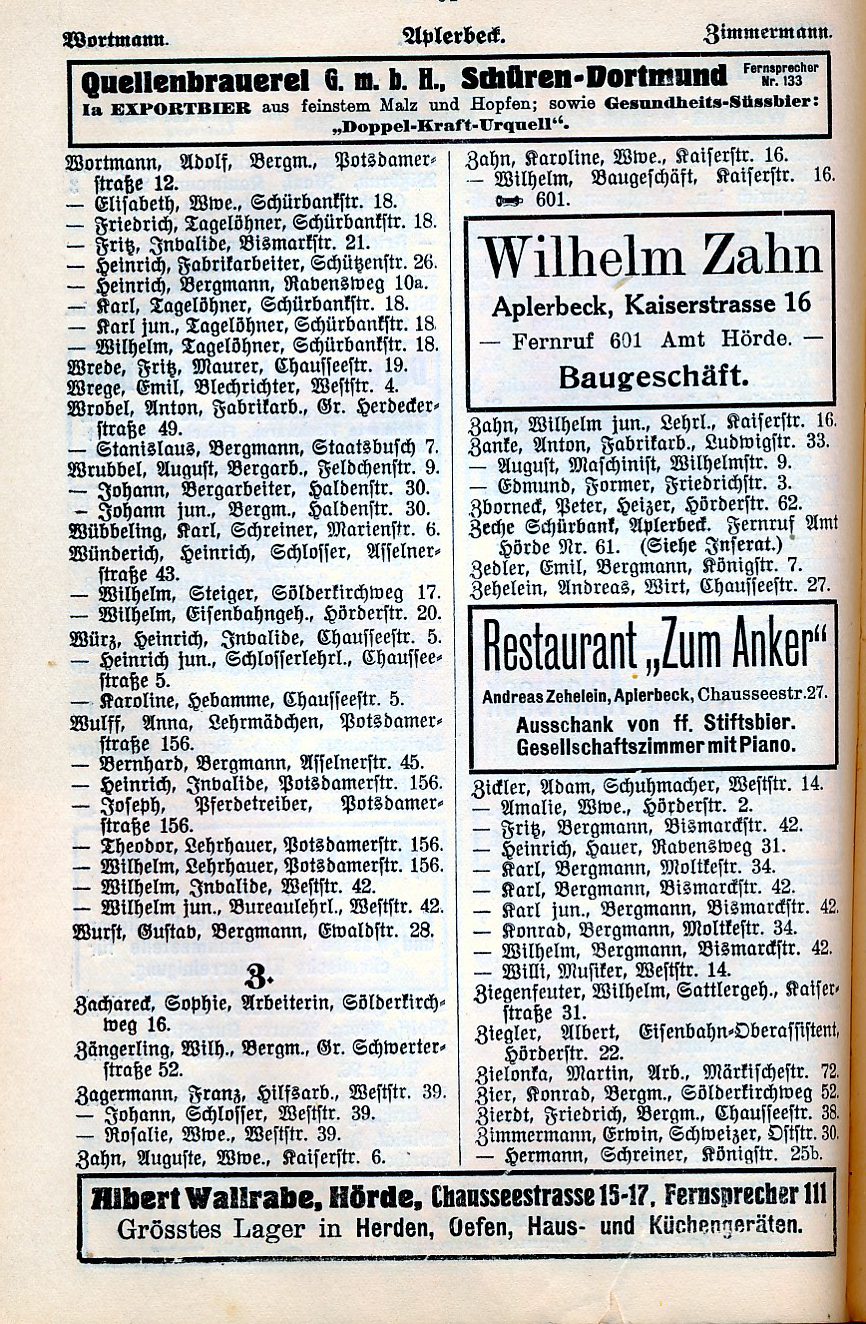 Wortmann. Aplerbeck. Zimmermann.
Quellenbrauerei G. m. b. H., Schüren-Dortmund Fernsprecher Nr. 133
Ia EXPORTBIER aus feinstem Malz und Hopfen; sowie Gesundheits-Süssbier:
„Doppel-Kraft-Urquell“.
Wortmann, Adolf, Bergm., Potsdamer-
straße 12.
— Elisabeth, Wwe., Schürbankstr. 18.
— Friedrich, Tagelöhner, Schürbankstr. 18.
— Fritz, Invalide, Bismarkstr. 21.
— Heinrich, Fabrikarbeiter, Schützenstr. 26.
— Heinrich, Bergmann, Rabensweg 10a.
— Karl, Tagelöhner, Schürbankstr. 18.
— Karl jun., Tagelöhner, Schürbankstr. 18
— Wilhelm, Tagelöhner, Schürbankstr. 18.
Wrede, Fritz, Maurer, Chausseestr. 19.
Wrege, Emil, Blechrichter, Weststr. 4.
Wrobel, Anton, Fabrikarb., Gr. Herdecker-
straße 49.
— Stanislaus, Bergmann, Staatsbusch 7.
Wrubbel, August, Bergarb., Feldchenstr. 9.
— Johann, Bergarbeiter, Haldenstr. 30.
— Johann jun., Bergm., Haldenstr. 30.
Wübbeling, Karl, Schreiner, Marienstr. 6.
Wünderich, Heinrich, Schlosser, Asselner-
straße 43.
— Wilhelm, Steiger, Sölderkirchweg 17.
— Wilhelm, Eisenbahngeh., Hörderstr. 20.
Würz, Heinrich, Invalide, Chausseestr. 5.
— Heinrich jun., Schlosserlehrl., Chaussee-
straße 5.
— Karoline, Hebamme, Chausseestr. 5.
Wulff, Anna, Lehrmädchen, Potsdamer-
straße 156.
— Bernhard, Bergmann, Asselnerstr. 45.
— Heinrich, Invalide, Potsdamerstr. 156.
— Joseph, Pferdetreiber, Potsdamer-
straße 156.
— Theodor, Lehrhauer, Potsdamerstr. 156.
— Wilhelm, Lehrhauer, Potsdamerstr. 156.
— Wilhelm, Invalide, Weststr. 42.
— Wilhelm jun., Bureaulehrl., Weststr. 42.
Wurst, Gustav, Bergmann, Ewaldstr. 28.
Z.
Zachareck, Sophie, Arbeiterin, Sölderkirch-
weg 16.
Zängerling, Wilh., Bergm., Gr. Schwerter-
straße 52.
Zagermann, Franz, Hilfsarb., Weststr. 39.
— Johann, Schlosser, Weststr. 39.
— Rosalie, Wwe., Weststr. 39.
Zahn, Auguste, Wwe., Kaiserstr. 6.
Zahn, Karoline, Wwe., Kaiserstr. 16.
— Wilhelm, Baugeschäft, Kaiserstr. 16.
601.
Wilhelm Zahn
Aplerbeck, Kaiserstrasse 16
— Fernruf 601 Amt Hörde. —
Baugeschäft.
Zahn, Wilhelm jun., Lehrl., Kaiserstr. 16.
Zanke, Anton, Fabrikarb., Ludwigstr. 33.
— August, Maschinist, Wilhelmstr. 9.
— Edmund, Former, Friedrichstr. 3.
Zborneck, Peter, Heizer, Hörderstr. 62.
Zeche Schürbank, Aplerbeck. Fernruf Amt
Hörde Nr. 61. (Siehe Inserat.)
Zedler, Emil, Bergmann, Königstr. 7.
Zehelein, Andreas, Wirt, Chausseestr. 27.
Restaurant „Zum Anker“
Andreas Zehelein, Aplerbeck, Chausseestr. 27.
Ausschank von ff. Stiftsbier.
Gesellschaftszimmer mit Piano.
Zickler, Adam, Schuhmacher, Weststr. 14.
— Amalie, Wwe., Hörderstr. 2.
— Fritz, Bergmann, Bismarckstr. 42.
— Heinrich, Hauer, Rabensweg 31.
— Karl, Bergmann, Moltkestr. 34.
— Karl, Bergmann, Bismarckstr. 42.
— Karl jun., Bergmann, Bismarckstr. 42.
— Konrad, Bergmann, Moltkestr. 34.
— Wilhelm, Bergmann, Bismarckstr. 42.
— Willi, Musiker, Weststr. 14.
Ziegenfeuter, Wilhelm, Sattlergeh., Kaiser-
straße 31.
Ziegler, Albert, Eisenbahn-Oberassistent,
Hörderstr. 22.
Zielonka, Martin, Arb., Märkischestr. 72
Zier, Konrad, Bergm., Sölderkirchweg 52
Zierdt, Friedrich, Bergm., Chausseestr. 38
Zimmermann, Erwin, Schweizer, Oststr. 30
— Hermann, Schreiner, Königstr. 25b.
Albert Wallrabe, Hörde, Chausseestrasse 15-17, Fernsprecher 111
Grösstes Lager in Herden, Oefen, Haus- und Küchengeräten.